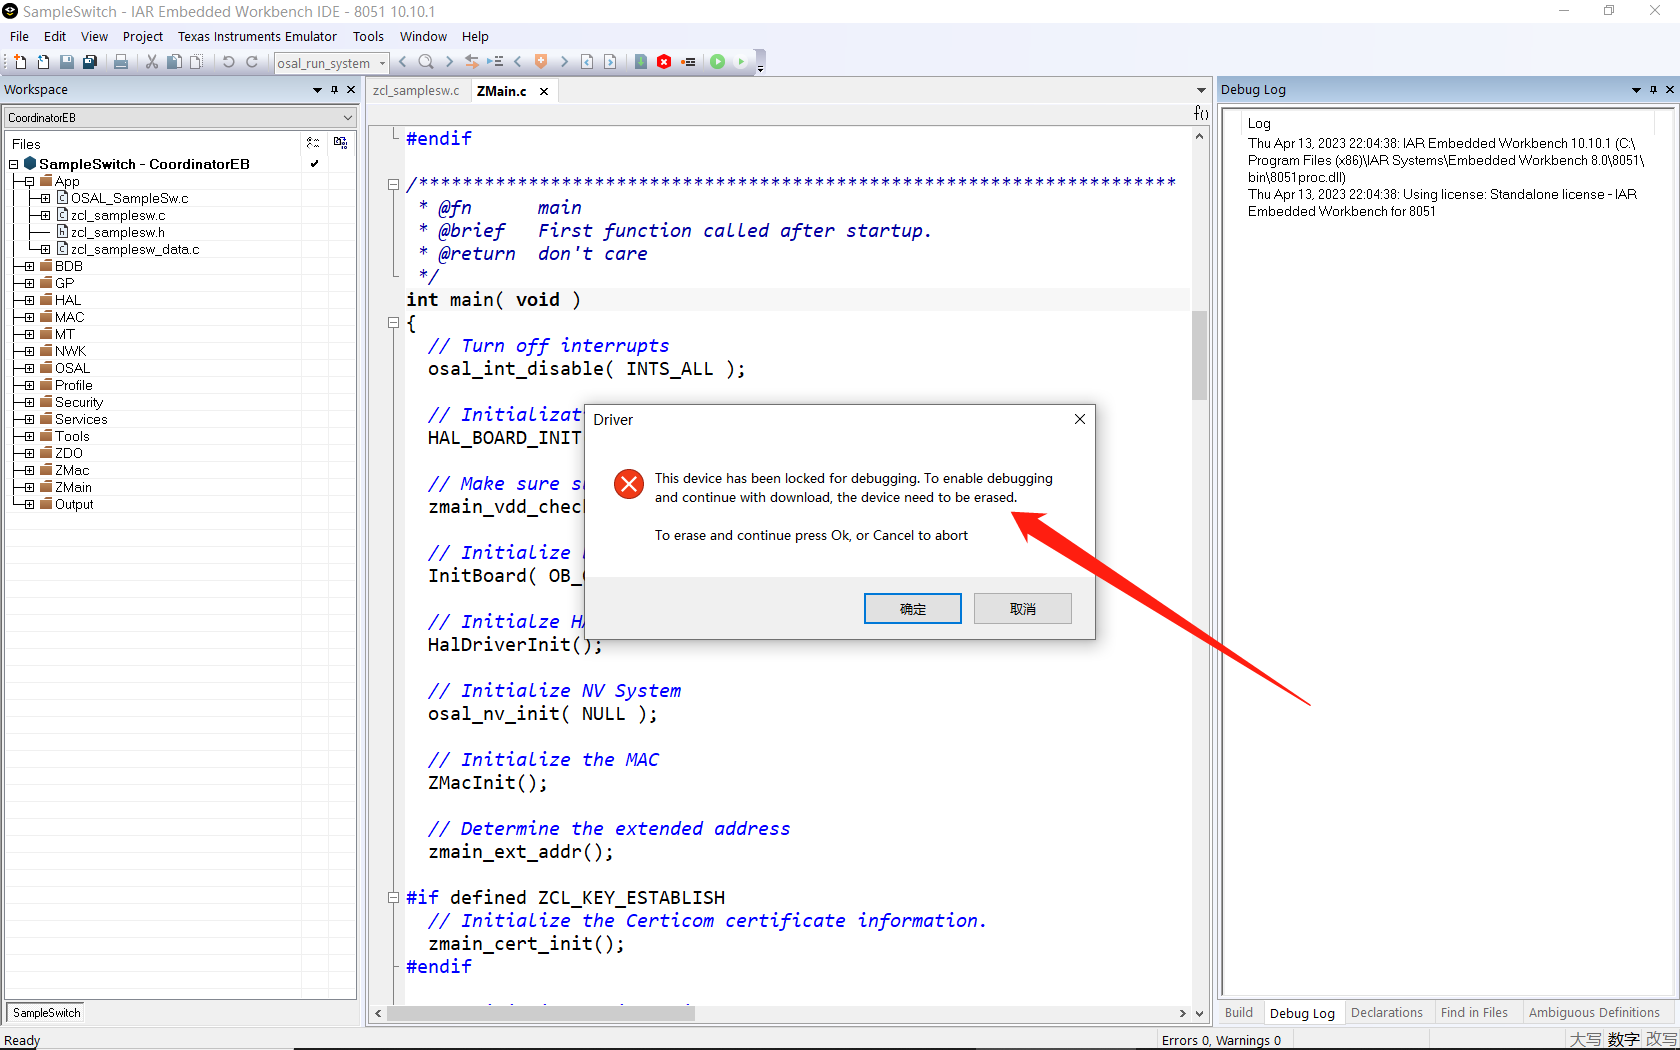 SampleSwitch - IAR Embedded Workbench IDE - 8051 10.10.1
File Edit View Project Texas Instruments Emulator Tools Window Help
osal_run_system
Workspace
CoordinatorEB
Files
SampleSwitch - CoordinatorEB
App
OSAL_SampleSw.c
zcl_samplesw.c
zcl_samplesw.h
zcl_samplesw_data.c
BDB
GP
HAL
MAC
MT
NWK
OSAL
Profile
Security
Services
Tools
ZDO
ZMac
ZMain
Output
SampleSwitch
zcl_samplesw.c ZMain.c
f()
#endif
/*********************************************************************
* @fn main
* @brief First function called after startup.
* @return don't care
*/
int main( void )
{
// Turn off interrupts
osal_int_disable( INTS_ALL );
// Initializat
HAL_BOARD_INIT
// Make sure s
zmain_vdd_chec
// Initialize
InitBoard( OB_
// Initialze H
HalDriverInit();
// Initialize NV System
osal_nv_init( NULL );
// Initialize the MAC
ZMacInit();
// Determine the extended address
zmain_ext_addr();
#if defined ZCL_KEY_ESTABLISH
// Initialize the Certicom certificate information.
zmain_cert_init();
#endif
Driver
This device has been locked for debugging. To enable debugging
and continue with download, the device need to be erased.
To erase and continue press Ok, or Cancel to abort
确定 取消
Debug Log
Log
Thu Apr 13, 2023 22:04:38: IAR Embedded Workbench 10.10.1 (C:\
Program Files (x86)\IAR Systems\Embedded Workbench 8.0\8051\
bin\8051proc.dll)
Thu Apr 13, 2023 22:04:38: Using license: Standalone license - IAR
Embedded Workbench for 8051
Build Debug Log Declarations Find in Files Ambiguous Definitions
Ready
Errors 0, Warnings 0
大写 数字 改写